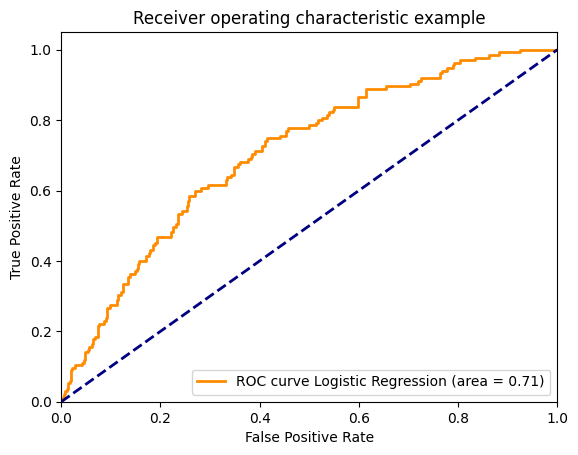 Receiver operating characteristic example
True Positive Rate
1.0
0.8
0.6
0.4
0.2
0.0
ROC curve Logistic Regression (area = 0.71)
0.0 0.2 0.4 0.6 0.8 1.0
False Positive Rate